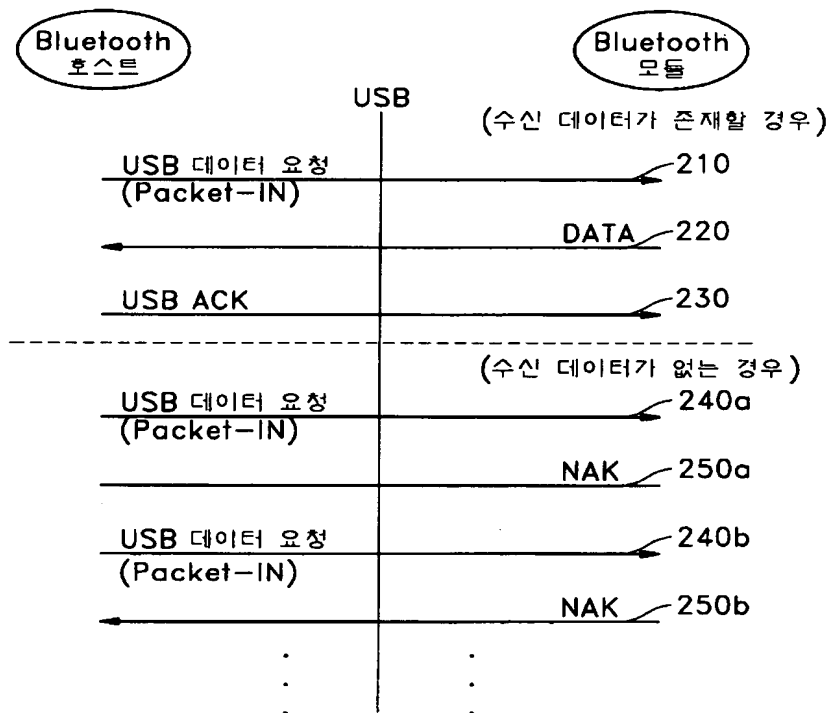 Bluetooth
호스트
Bluetooth
모듈
USB
(수신 데이터가 존재할 경우)
USB 데이터 요청
(Packet-IN)
210
DATA
220
USB ACK
230
(수신 데이터가 없는 경우)
USB 데이터 요청
(Packet-IN)
240a
NAK
250a
USB 데이터 요청
(Packet-IN)
240b
NAK
250b